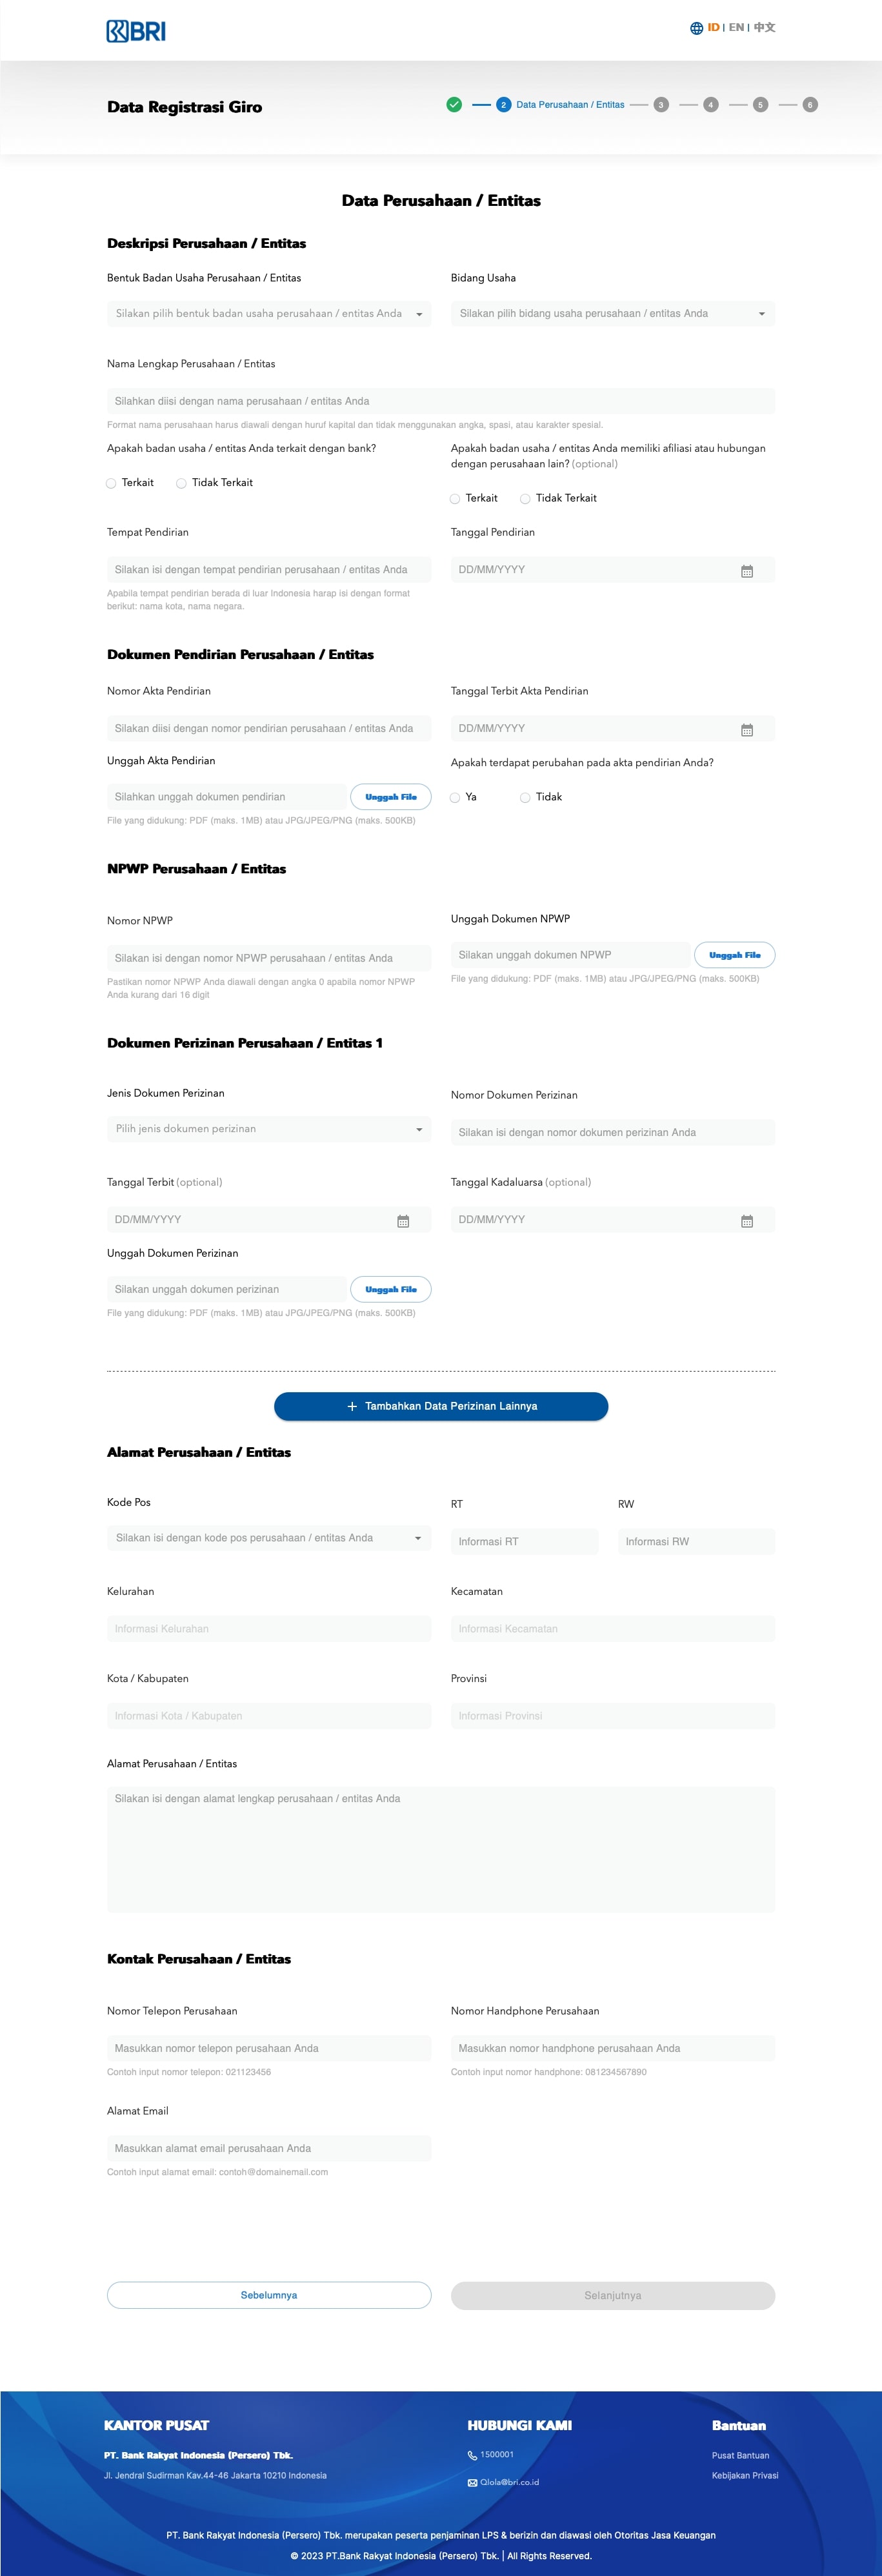 BRI
ID | EN | 中文
Data Registrasi Giro
2 Data Perusahaan / Entitas 3 4 5 6
Data Perusahaan / Entitas
Deskripsi Perusahaan / Entitas
Bentuk Badan Usaha Perusahaan / Entitas
Silakan pilih bentuk badan usaha perusahaan / entitas Anda
Bidang Usaha
Silakan pilih bidang usaha perusahaan / entitas Anda
Nama Lengkap Perusahaan / Entitas
Silahkan diisi dengan nama perusahaan / entitas Anda
Format nama perusahaan harus diawali dengan huruf kapital dan tidak menggunakan angka, spasi, atau karakter spesial.
Apakah badan usaha / entitas Anda terkait dengan bank?
Terkait Tidak Terkait
Apakah badan usaha / entitas Anda memiliki afiliasi atau hubungan
dengan perusahaan lain? (optional)
Terkait Tidak Terkait
Tempat Pendirian
Silakan isi dengan tempat pendirian perusahaan / entitas Anda
Apabila tempat pendirian berada di luar Indonesia harap isi dengan format
berikut: nama kota, nama negara.
Tanggal Pendirian
DD/MM/YYYY
Dokumen Pendirian Perusahaan / Entitas
Nomor Akta Pendirian
Silakan diisi dengan nomor pendirian perusahaan / entitas Anda
Tanggal Terbit Akta Pendirian
DD/MM/YYYY
Unggah Akta Pendirian
Silahkan unggah dokumen pendirian
Unggah File
File yang didukung: PDF (maks. 1MB) atau JPG/JPEG/PNG (maks. 500KB)
Apakah terdapat perubahan pada akta pendirian Anda?
Ya Tidak
NPWP Perusahaan / Entitas
Nomor NPWP
Silakan isi dengan nomor NPWP perusahaan / entitas Anda
Pastikan nomor NPWP Anda diawali dengan angka 0 apabila nomor NPWP
Anda kurang dari 16 digit
Unggah Dokumen NPWP
Silakan unggah dokumen NPWP
Unggah File
File yang didukung: PDF (maks. 1MB) atau JPG/JPEG/PNG (maks. 500KB)
Dokumen Perizinan Perusahaan / Entitas 1
Jenis Dokumen Perizinan
Pilih jenis dokumen perizinan
Nomor Dokumen Perizinan
Silakan isi dengan nomor dokumen perizinan Anda
Tanggal Terbit (optional)
DD/MM/YYYY
Tanggal Kadaluarsa (optional)
DD/MM/YYYY
Unggah Dokumen Perizinan
Silakan unggah dokumen perizinan
Unggah File
File yang didukung: PDF (maks. 1MB) atau JPG/JPEG/PNG (maks. 500KB)
+ Tambahkan Data Perizinan Lainnya
Alamat Perusahaan / Entitas
Kode Pos
Silakan isi dengan kode pos perusahaan / entitas Anda
RT
Informasi RT
RW
Informasi RW
Kelurahan
Informasi Kelurahan
Kecamatan
Informasi Kecamatan
Kota / Kabupaten
Informasi Kota / Kabupaten
Provinsi
Informasi Provinsi
Alamat Perusahaan / Entitas
Silakan isi dengan alamat lengkap perusahaan / entitas Anda
Kontak Perusahaan / Entitas
Nomor Telepon Perusahaan
Masukkan nomor telepon perusahaan Anda
Contoh input nomor telepon: 021123456
Nomor Handphone Perusahaan
Masukkan nomor handphone perusahaan Anda
Contoh input nomor handphone: 081234567890
Alamat Email
Masukkan alamat email perusahaan Anda
Contoh input alamat email: contoh@domainemail.com
Sebelumnya
Selanjutnya
KANTOR PUSAT
PT. Bank Rakyat Indonesia (Persero) Tbk.
Jl. Jendral Sudirman Kav.44-46 Jakarta 10210 Indonesia
HUBUNGI KAMI
1500001
Qlola@bri.co.id
Bantuan
Pusat Bantuan
Kebijakan Privasi
PT. Bank Rakyat Indonesia (Persero) Tbk. merupakan peserta penjaminan LPS & berizin dan diawasi oleh Otoritas Jasa Keuangan
© 2023 PT.Bank Rakyat Indonesia (Persero) Tbk. | All Rights Reserved.